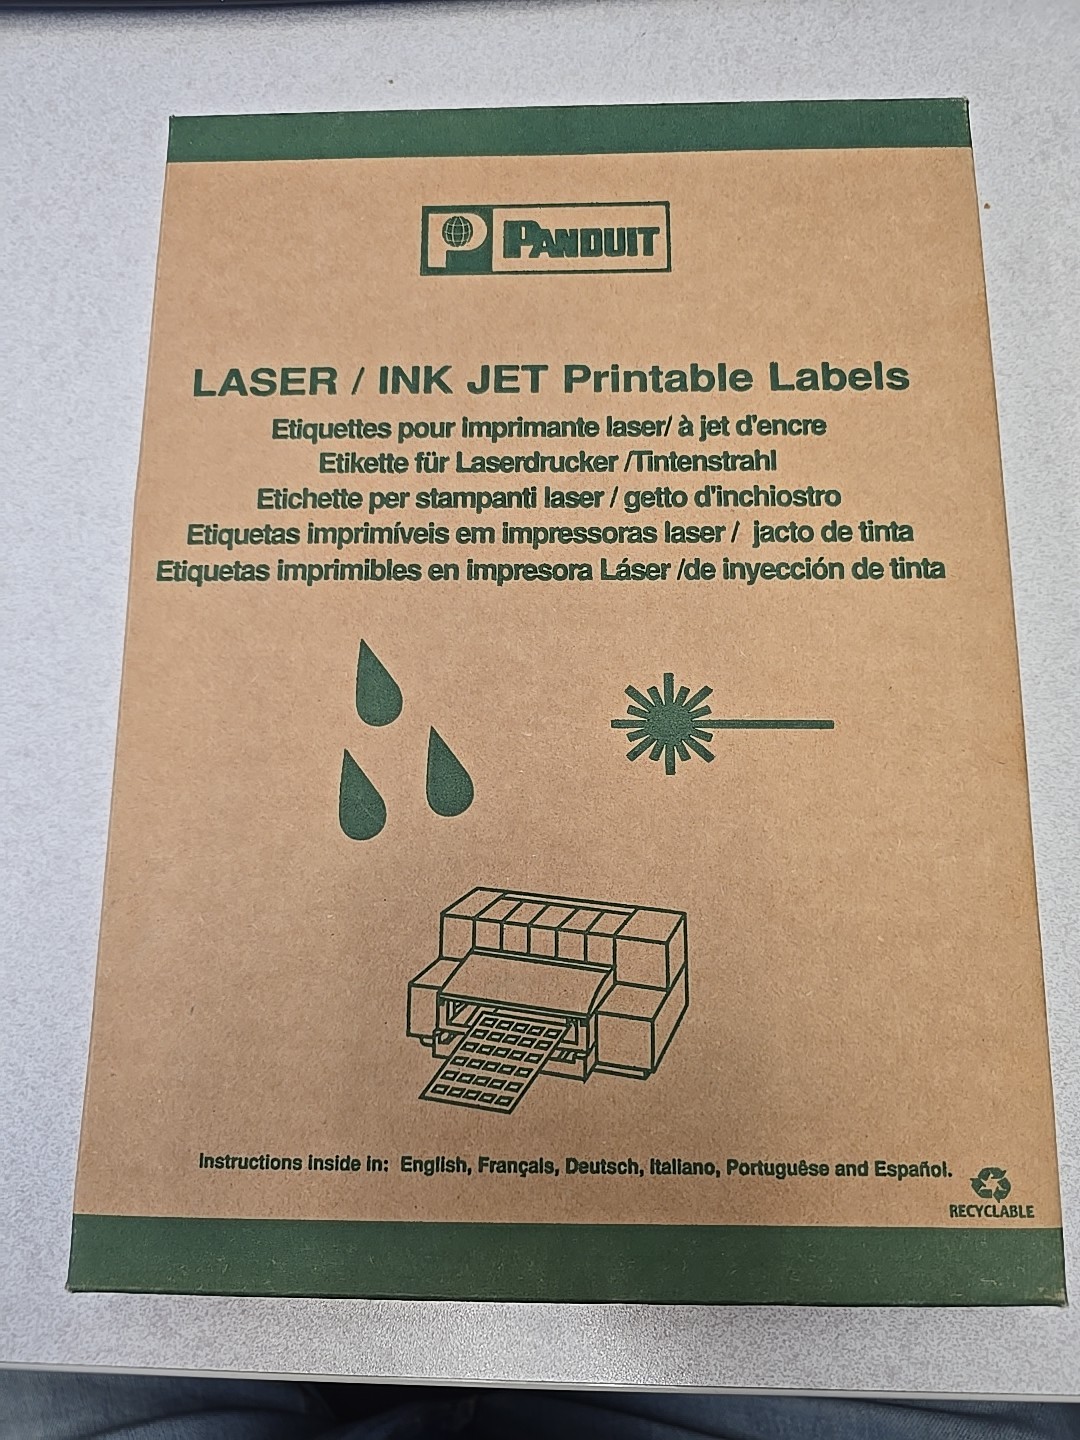 P PANDUIT
LASER / INK JET Printable Labels
Etiquettes pour imprimante laser/ à jet d'encre
Etikette für Laserdrucker /Tintenstrahl
Etichette per stampanti laser / getto d'inchiostro
Etiquetas imprimíveis em impressoras laser / jacto de tinta
Etiquetas imprimibles en impresora Láser /de inyección de tinta
Instructions inside in: English, Français, Deutsch, Italiano, Portuguêse and Español.
RECYCLABLE